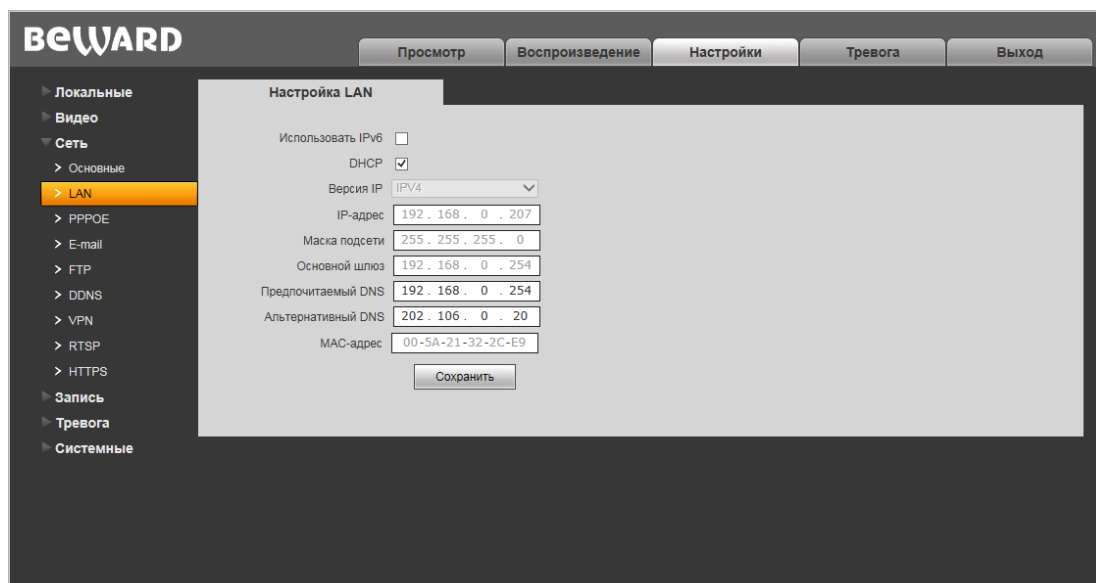 BEWARD
Просмотр
Воспроизведение
Настройки
Тревога
Выход
Локальные
Видео
Сеть
> Основные
> LAN
> PPPOE
> E-mail
> FTP
> DDNS
> VPN
> RTSP
> HTTPS
Запись
Тревога
Системные
Настройка LAN
Использовать IPv6
DHCP
Версия IP IPV4
IP-адрес 192 . 168 . 0 . 207
Маска подсети 255 . 255 . 255 . 0
Основной шлюз 192 . 168 . 0 . 254
Предпочитаемый DNS 192 . 168 . 0 . 254
Альтернативный DNS 202 . 106 . 0 . 20
MAC-адрес 00-5A-21-32-2C-E9
Сохранить